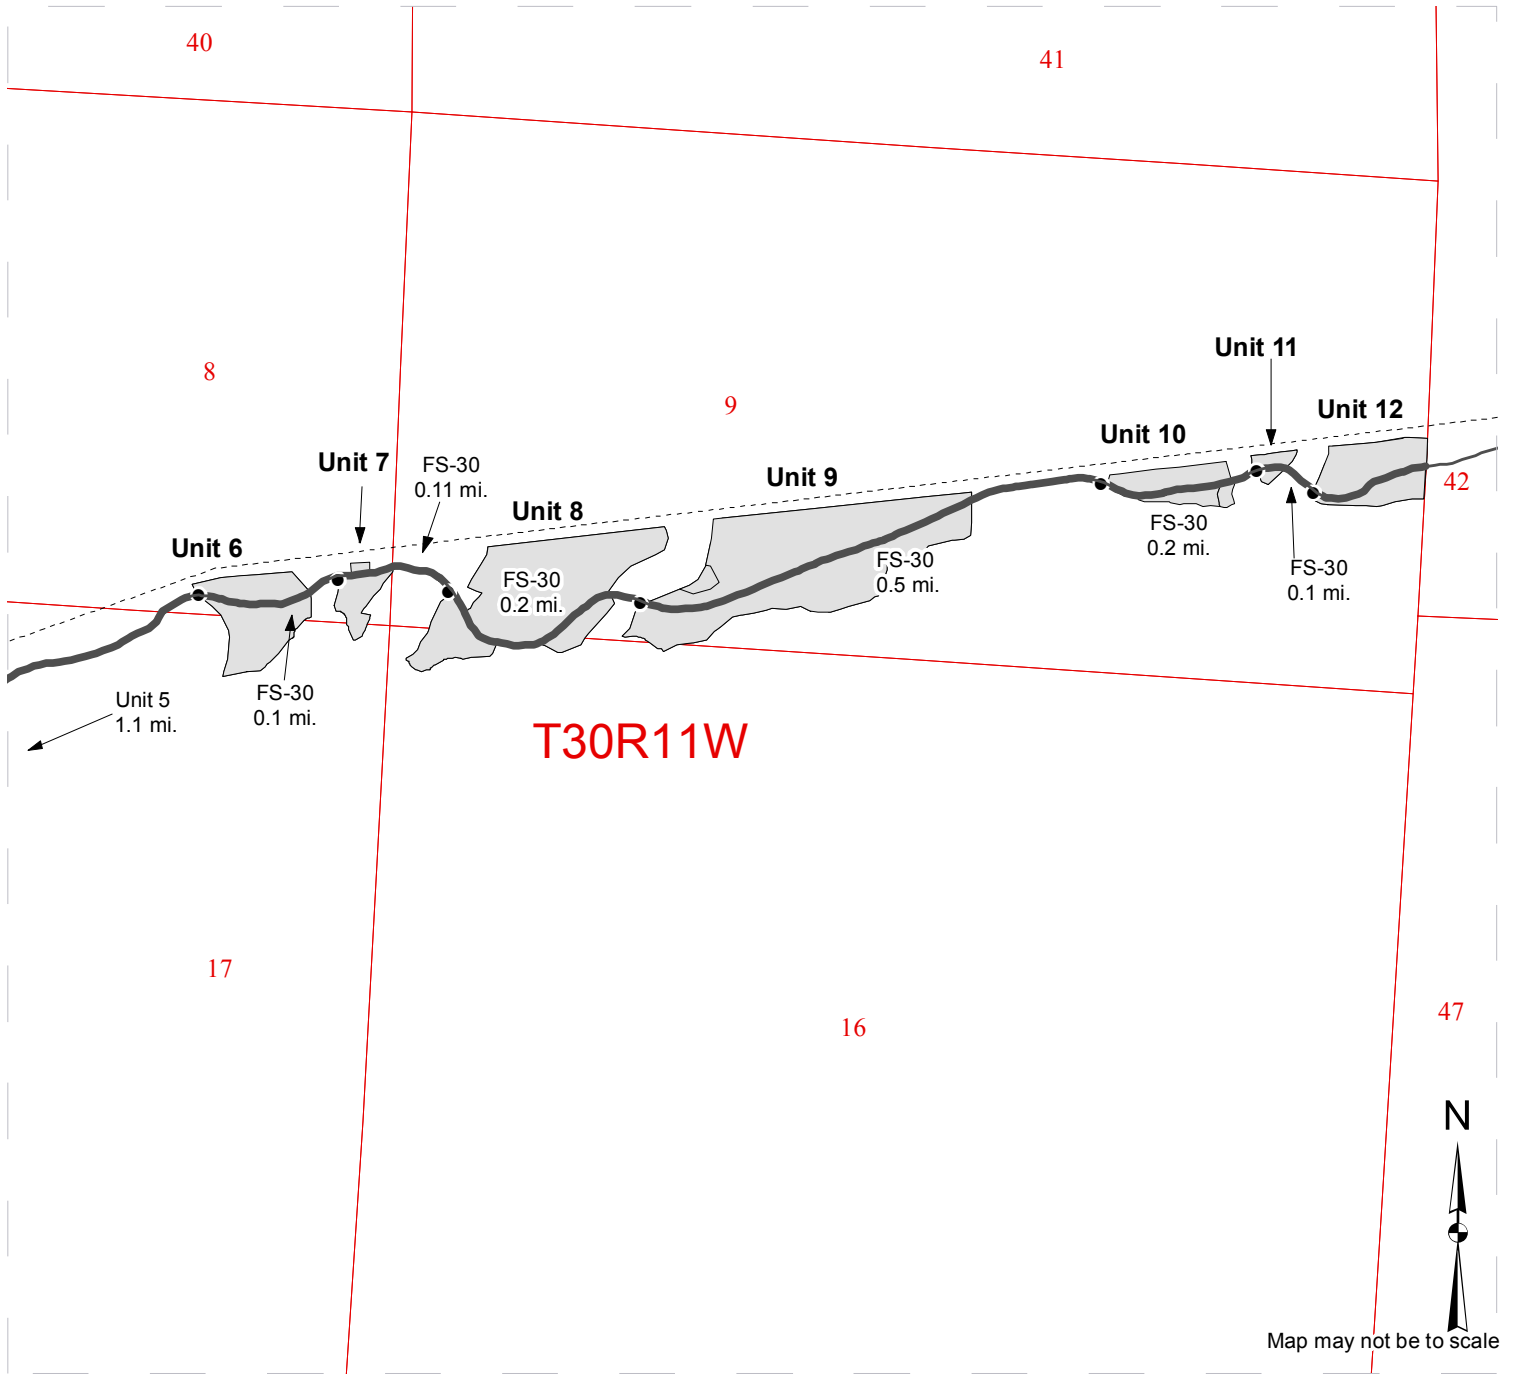 40
41
8
9
Unit 11
Unit 12
Unit 10
Unit 7
FS-30
0.11 mi.
Unit 9
42
Unit 8
FS-30
0.2 mi.
Unit 6
FS-30
0.5 mi.
FS-30
0.1 mi.
FS-30
0.2 mi.
Unit 5
1.1 mi.
FS-30
0.1 mi.
T30R11W
17
16
47
N
Map may not be to scale